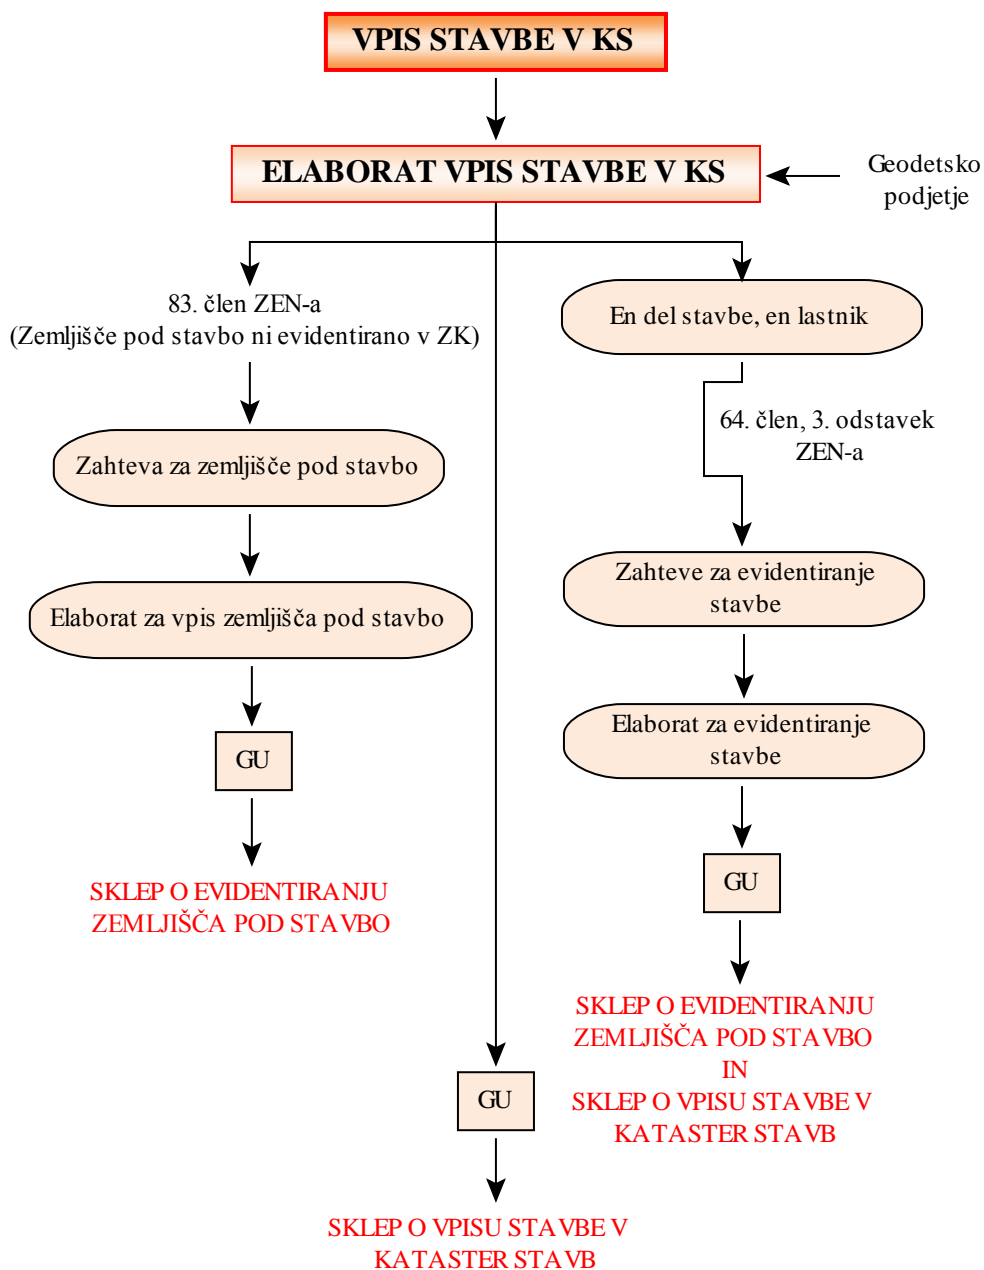 VPIS STAVBE V KS
ELABORAT VPIS STAVBE V KS
Geodetsko
podjetje
83. člen ZEN-a
(Zemljišče pod stavbo ni evidentirano v ZK)
Zahteva za zemljišče pod stavbo
Elaborat za vpis zemljišča pod stavbo
GU
SKLEP O EVIDENTIRANJU
ZEMLJIŠČA POD STAVBO
En del stavbe, en lastnik
64. člen, 3. odstavek
ZEN-a
Zahteve za evidentiranje
stavbe
Elaborat za evidentiranje
stavbe
GU
SKLEP O EVIDENTIRANJU
ZEMLJIŠČA POD STAVBO
IN
SKLEP O VPISU STAVBE V
KATASTER STAVB
GU
SKLEP O VPISU STAVBE V
KATASTER STAVB